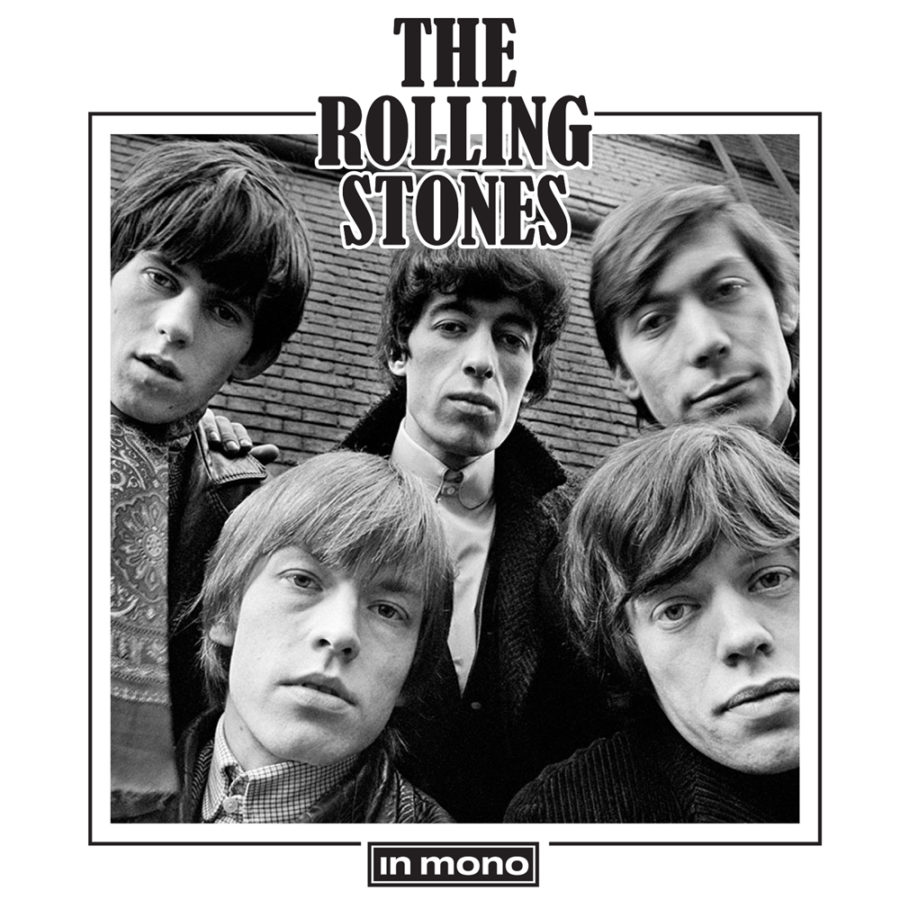 THE
ROLLING
STONES
in mono